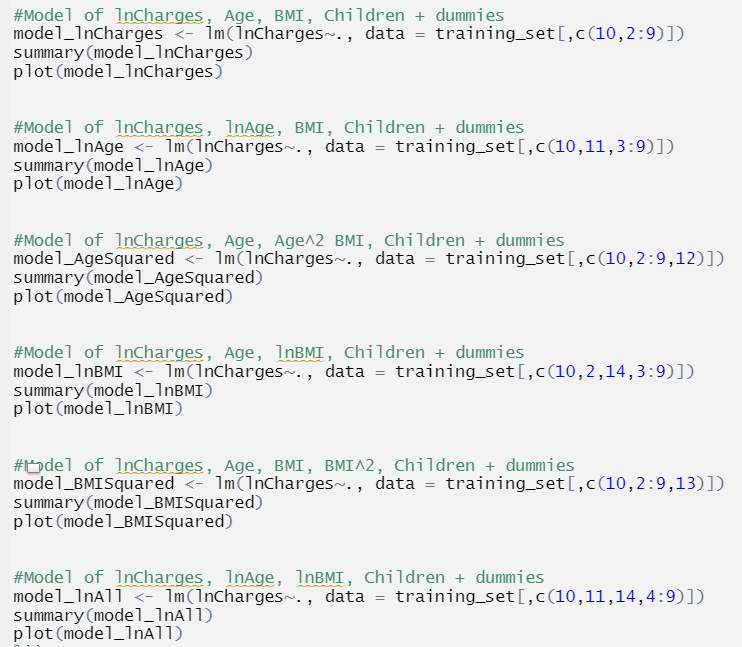 #Model of lnCharges, Age, BMI, Children + dummies
model_lnCharges <- lm(lnCharges~., data = training_set[,c(10,2:9)])
summary(model_lnCharges)
plot(model_lnCharges)
#Model of lnCharges, lnAge, BMI, Children + dummies
model_lnAge <- lm(lnCharges~., data = training_set[,c(10,11,3:9)])
summary(model_lnAge)
plot(model_lnAge)
#Model of lnCharges, Age, Age^2 BMI, Children + dummies
model_AgeSquared <- lm(lnCharges~., data = training_set[,c(10,2:9,12)])
summary(model_AgeSquared)
plot(model_AgeSquared)
#Model of lnCharges, Age, lnBMI, Children + dummies
model_lnBMI <- lm(lnCharges~., data = training_set[,c(10,2,14,3:9)])
summary(model_lnBMI)
plot(model_lnBMI)
#Model of lnCharges, Age, BMI, BMI^2, Children + dummies
model_BMISquared <- lm(lnCharges~., data = training_set[,c(10,2:9,13)])
summary(model_BMISquared)
plot(model_BMISquared)
#Model of lnCharges, lnAge, lnBMI, Children + dummies
model_lnAll <- lm(lnCharges~., data = training_set[,c(10,11,14,4:9)])
summary(model_lnAll)
plot(model_lnAll)